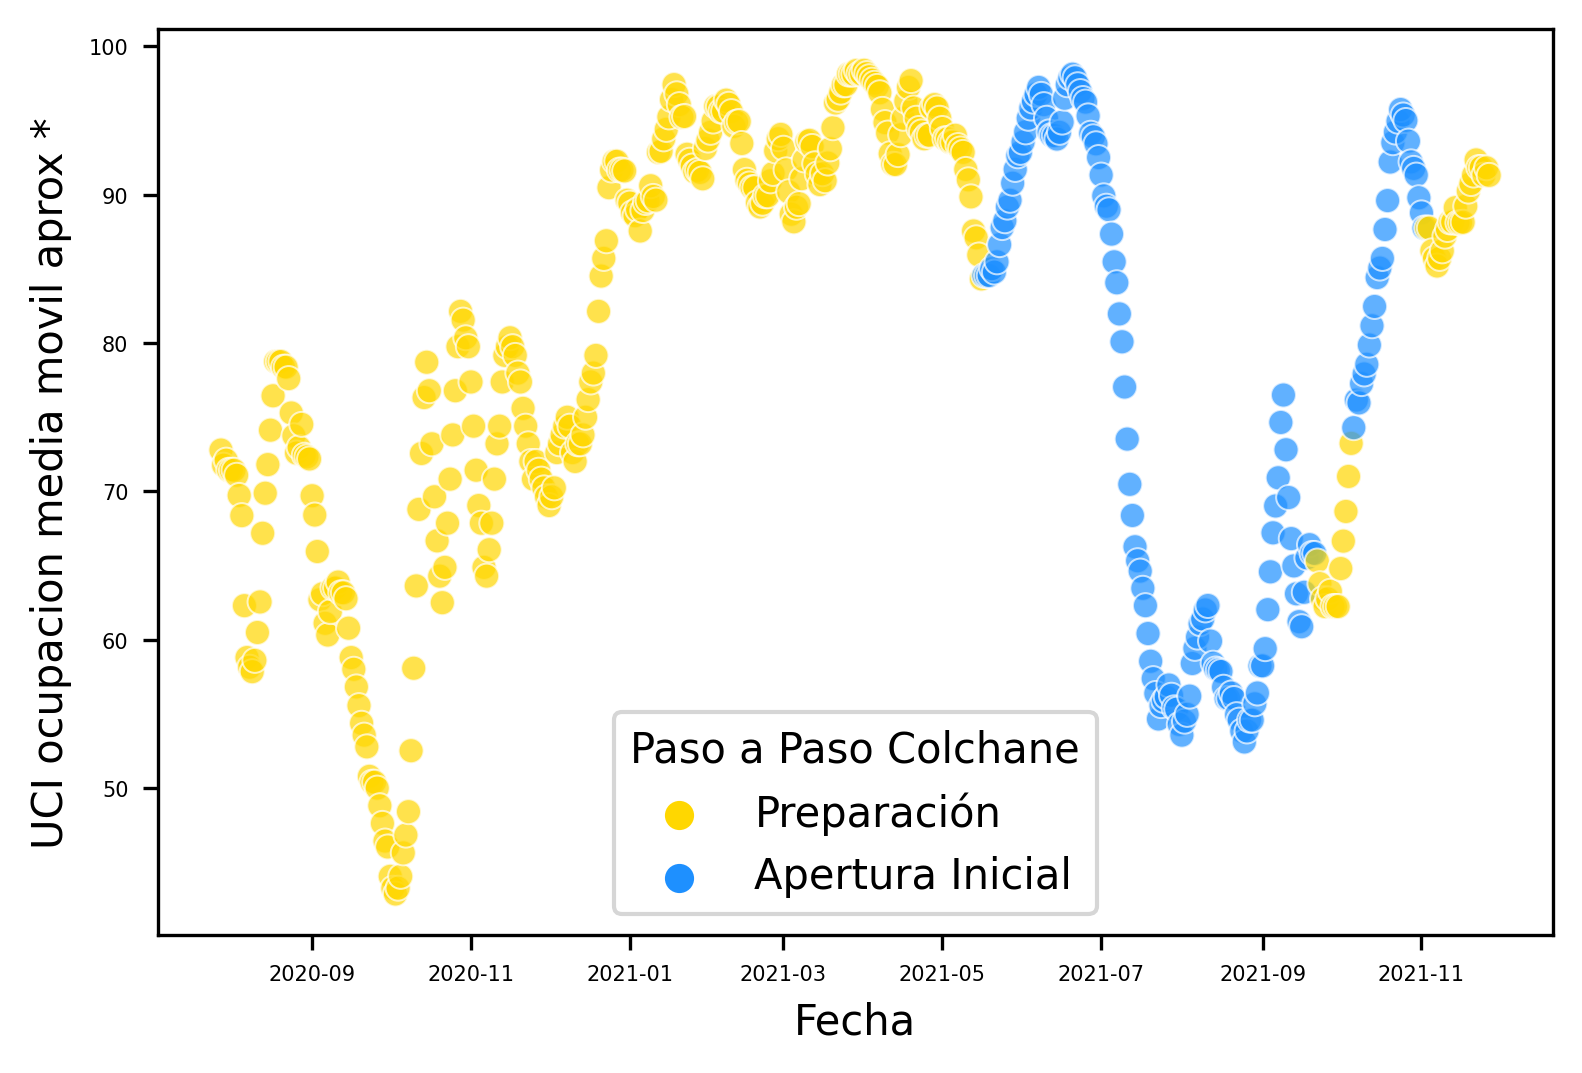 UCI ocupacion media movil aprox *
100
90
80
70
60
50
Paso a Paso Colchane
Preparación
Apertura Inicial
2020-09 2020-11 2021-01 2021-03 2021-05 2021-07 2021-09 2021-11
Fecha